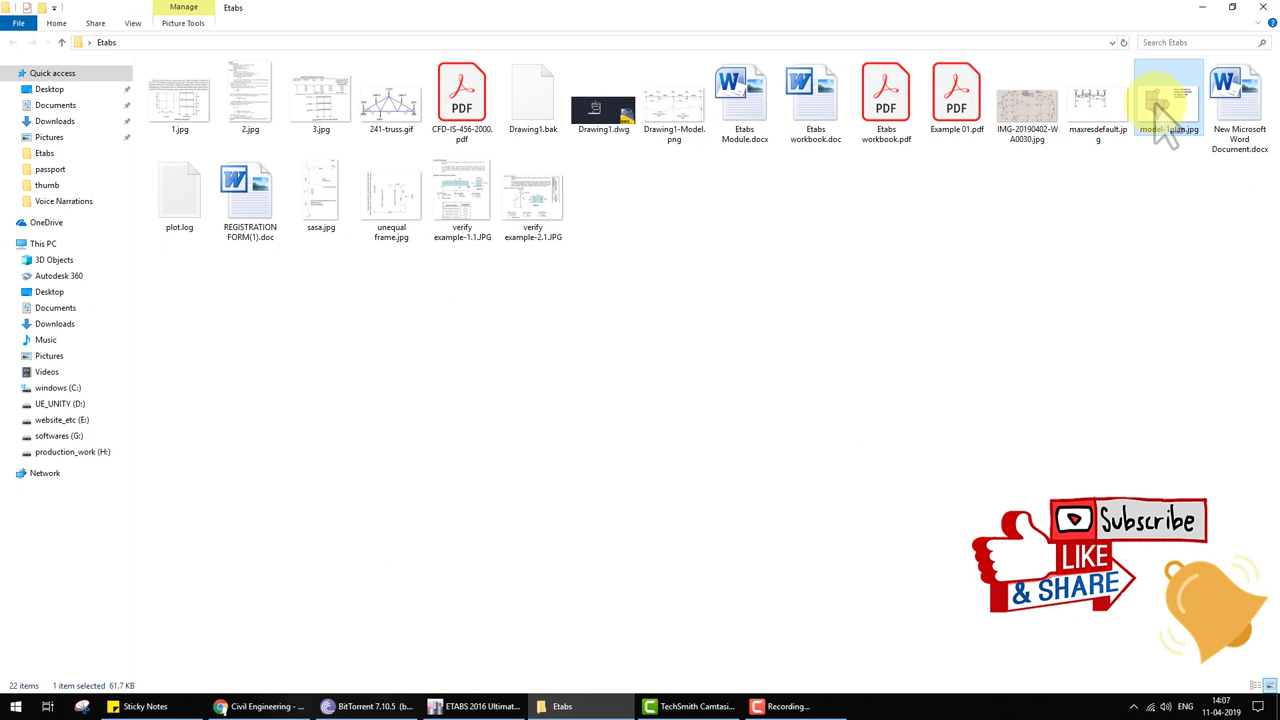 Manage
Etabs
File
Home
Share
View
Picture Tools
Etabs
Search Etabs
Quick access
Desktop
Documents
Downloads
Pictures
Etabs
passport
thumb
Voice Narrations
OneDrive
This PC
3D Objects
Autodesk 360
Desktop
Documents
Downloads
Music
Pictures
Videos
windows (C:)
UE_UNITY (D:)
website_etc (E:)
softwares (G:)
production_work (H:)
Network
1.jpg
2.jpg
3.jpg
241-truss.gif
PDF
CFD-IS-456-2000.
pdf
Drawing1.bak
Drawing1.dwg
Drawing1-Model.
png
Etabs
Module.docx
Etabs
workbook.doc
PDF
Etabs
workbook.pdf
PDF
Example 01.pdf
IMG-20190402-W
A0030.jpg
maxresdefault.jp
g
model-1plan.jpg
New Microsoft
Word
Document.docx
plot.log
REGISTRATION
FORM(1).doc
sasa.jpg
unequal
frame.jpg
verify
example-1.1.JPG
verify
example-2.1.JPG
Subscribe
LIKE
& SHARE
22 items
1 item selected 61.7 KB
Sticky Notes
Civil Engineering - ...
BitTorrent 7.10.5 (b...
ETABS 2016 Ultimat...
Etabs
TechSmith Camtasi...
Recording...
ENG
14:07
11-04-2019